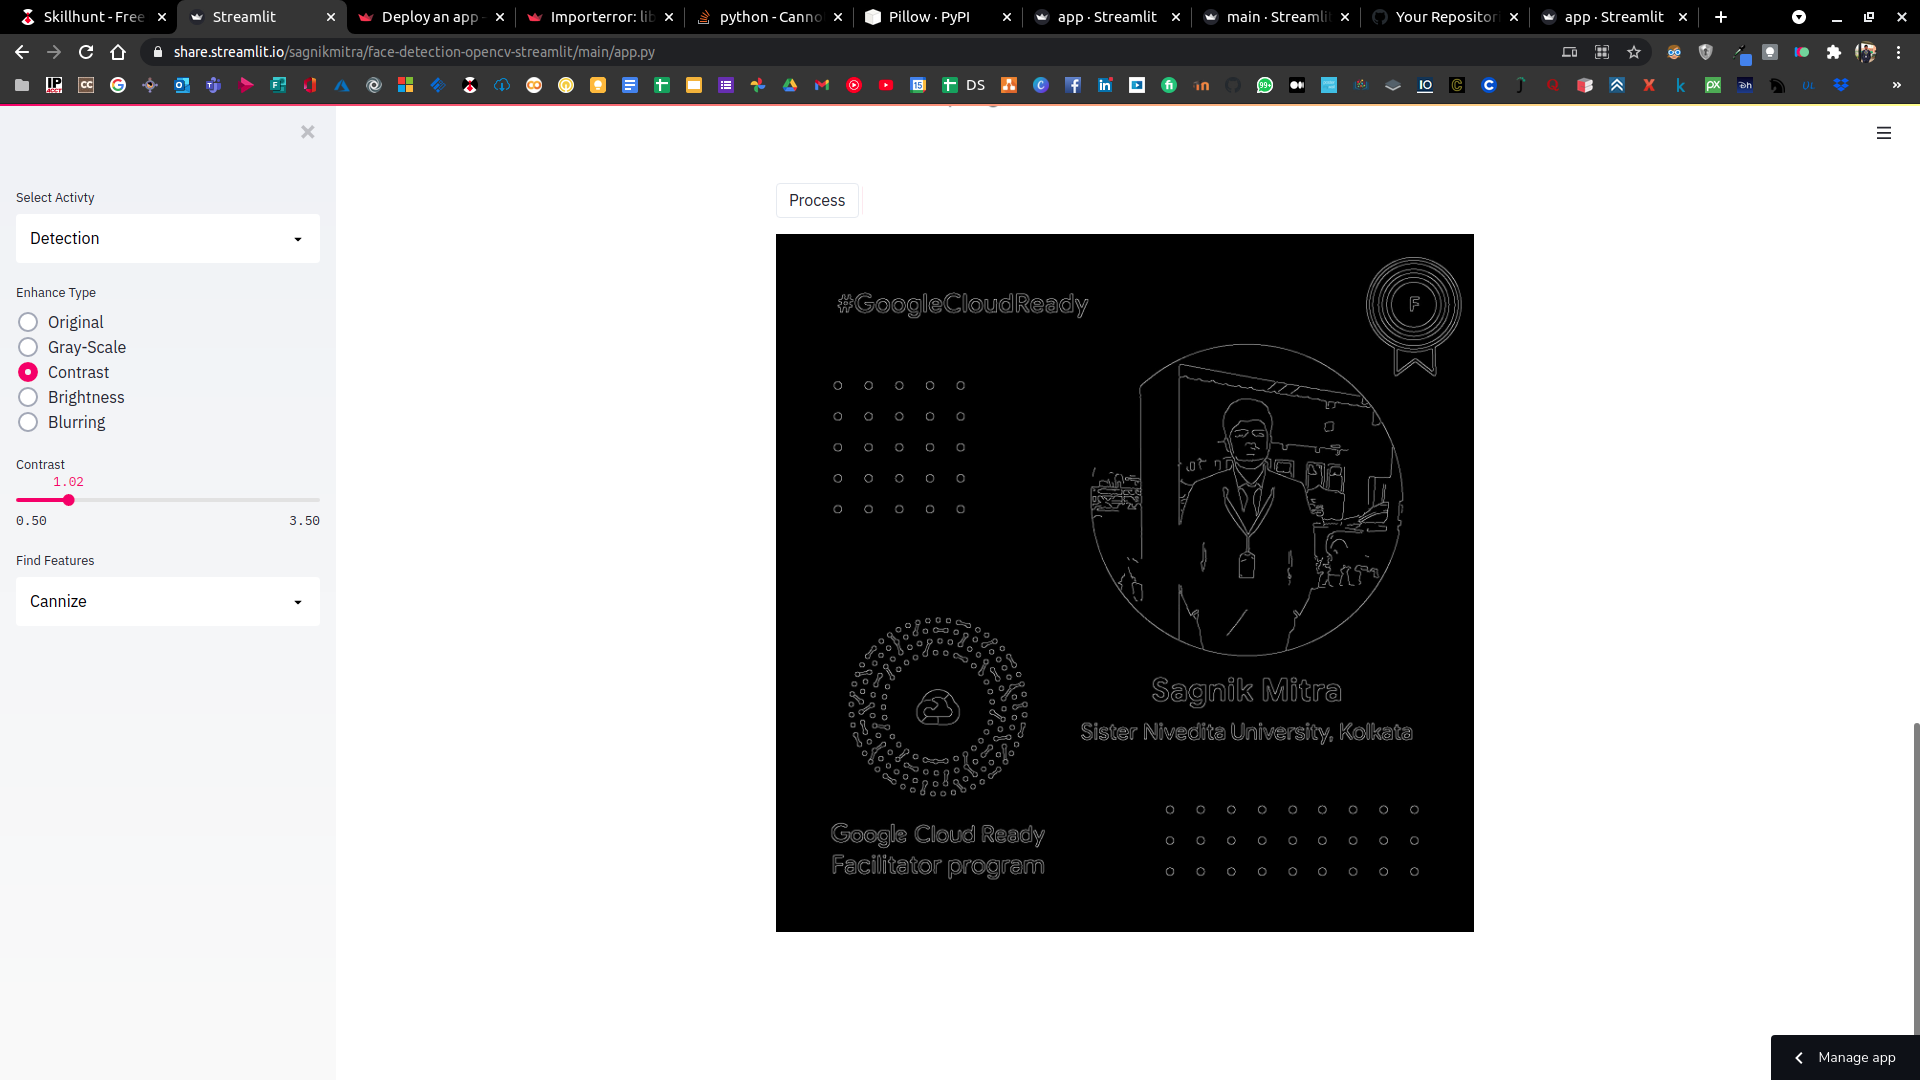 Skillhunt - Free
Streamlit
Deploy an app -
Importerror: lib
python - Canno
Pillow · PyPI
app · Streamlit
main · Streamli
Your Repositor
app · Streamlit
share.streamlit.io/sagnikmitra/face-detection-opencv-streamlit/main/app.py
DS
Select Activty
Detection
Enhance Type
Original
Gray-Scale
Contrast
Brightness
Blurring
Contrast
1.02
0.50 3.50
Find Features
Cannize
Process
#GoogleCloudReady
F
Sagnik Mitra
Sister Nivedita University, Kolkata
Google Cloud Ready
Facilitator program
Manage app